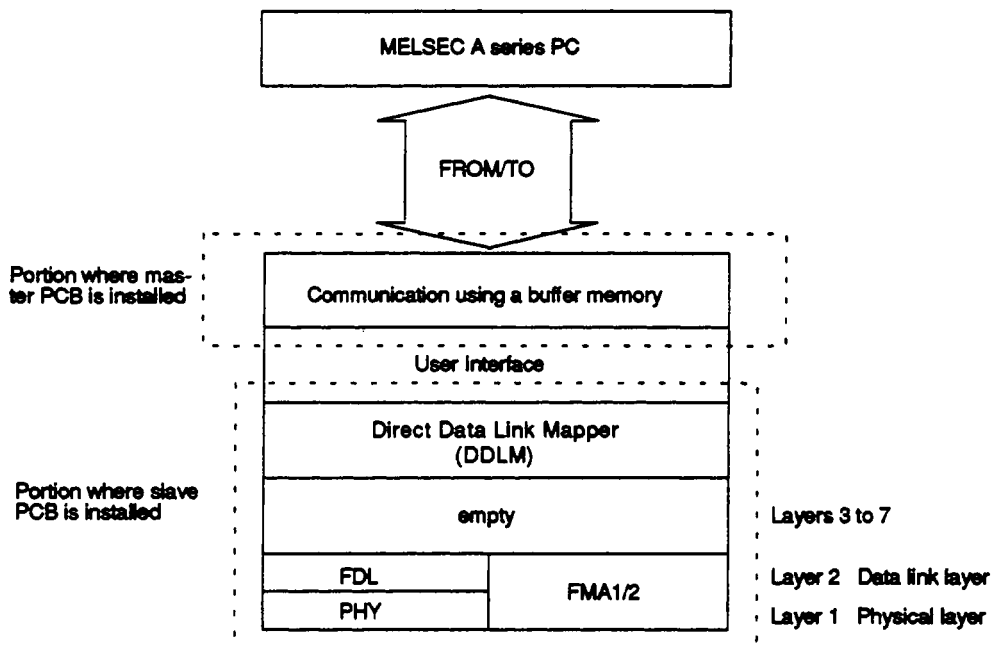 MELSEC A series PC
FROM/TO
Portion where mas-
ter PCB is installed
Communication using a buffer memory
User Interface
Direct Data Link Mapper
(DDLM)
Portion where slave
PCB is installed
empty
Layers 3 to 7
FDL
FMA1/2
Layer 2 Data link layer
PHY
Layer 1 Physical layer